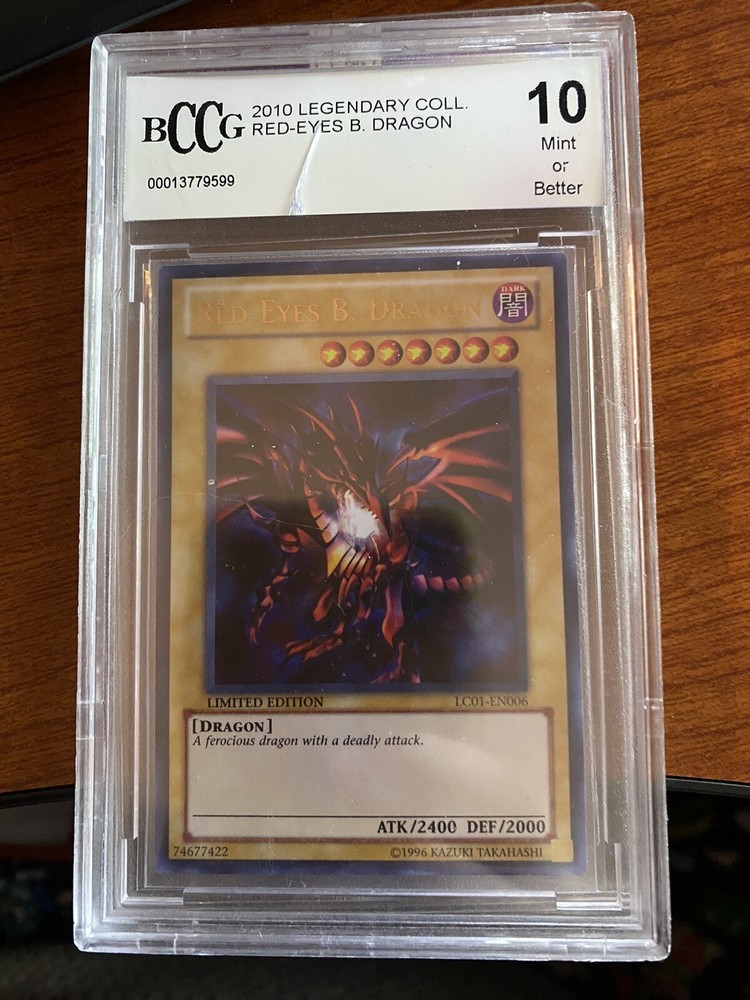 BCCG
2010 LEGENDARY COLL.
RED-EYES B. DRAGON
00013779599
10
Mint
or
Better
RED-EYES B. DRAGON
DARK
闇
LIMITED EDITION
LC01-EN006
[DRAGON]
A ferocious dragon with a deadly attack.
ATK/2400 DEF/2000
74677422
©1996 KAZUKI TAKAHASHI